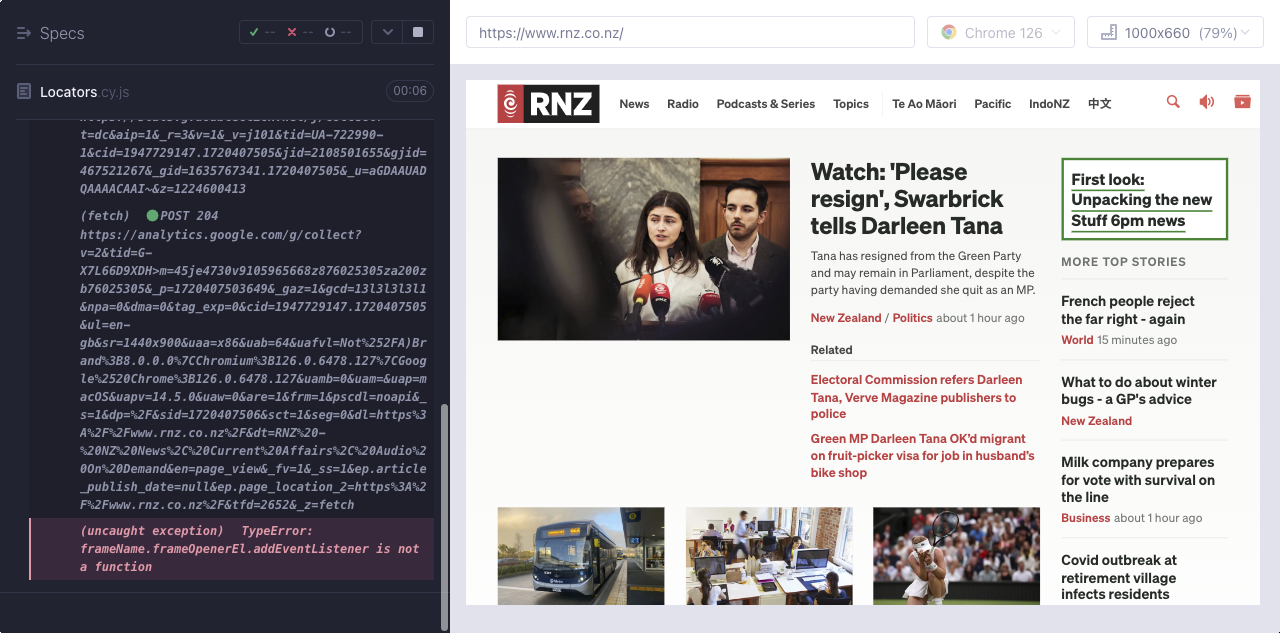 Specs
-- -- --
Locators.cy.js
00:06
t=dc&aip=1&_r=3&v=1&_v=j101&tid=UA-722990-
1&cid=1947729147.1720407505&jid=2108501655&gjid=
467521267&_gid=1635767341.1720407505&_u=aGDAAUAD
QAAAACAAI~&z=1224600413
(fetch) POST 204
https://analytics.google.com/g/collect?
v=2&tid=G-
X7L66D9XDH>m=45je4730v9105965668z876025305za200z
b76025305&_p=1720407503649&_gaz=1&gcd=13l3l3l3l1
&npa=0&dma=0&tag_exp=0&cid=1947729147.1720407505
&ul=en-
gb&sr=1440x900&uaa=x86&uab=64&uafvl=Not%252FA)Br
and%3B8.0.0.0%7CChromium%3B126.0.6478.127%7CGoog
le%2520Chrome%3B126.0.6478.127&uamb=0&uam=&uap=m
acOS&uapv=14.5.0&uaw=0&are=1&frm=1&pscdl=noapi&_
s=1&dp=%2F&sid=1720407506&sct=1&seg=0&dl=https%3
A%2F%2Fwww.rnz.co.nz%2F&dt=RNZ%20-
%20NZ%20News%2C%20Current%20Affairs%2C%20Audio%2
0On%20Demand&en=page_view&_fv=1&_ss=1&ep.article
_publish_date=null&ep.page_location_2=https%3A%2
F%2Fwww.rnz.co.nz%2F&tfd=2652&_z=fetch
(uncaught exception) TypeError:
frameName.frameOpenerEl.addEventListener is not
a function
https://www.rnz.co.nz/
Chrome 126
1000x660 (79%)
RNZ
News Radio Podcasts & Series Topics Te Ao Māori Pacific IndoNZ 中文
Watch: 'Please
resign', Swarbrick
tells Darleen Tana
Tana has resigned from the Green Party
and may remain in Parliament, despite the
party having demanded she quit as an MP.
New Zealand / Politics about 1 hour ago
Related
Electoral Commission refers Darleen
Tana, Verve Magazine publishers to
police
Green MP Darleen Tana OK'd migrant
on fruit-picker visa for job in husband's
bike shop
First look:
Unpacking the new
Stuff 6pm news
MORE TOP STORIES
French people reject
the far right - again
World 15 minutes ago
What to do about winter
bugs - a GP's advice
New Zealand
Milk company prepares
for vote with survival on
the line
Business about 1 hour ago
Covid outbreak at
retirement village
infects residents